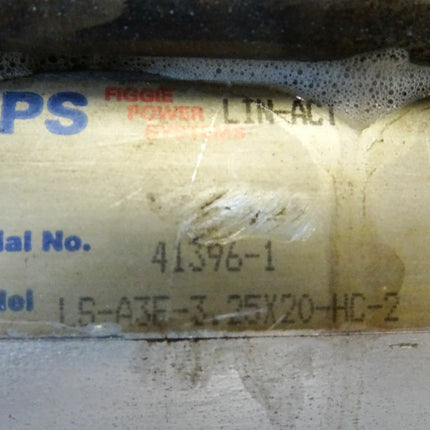 PS FIGGIE LIN-ACT
POWER
SYSTEMS
ial No. 41396-1
del LS-A3E-3.25X20-HC-2